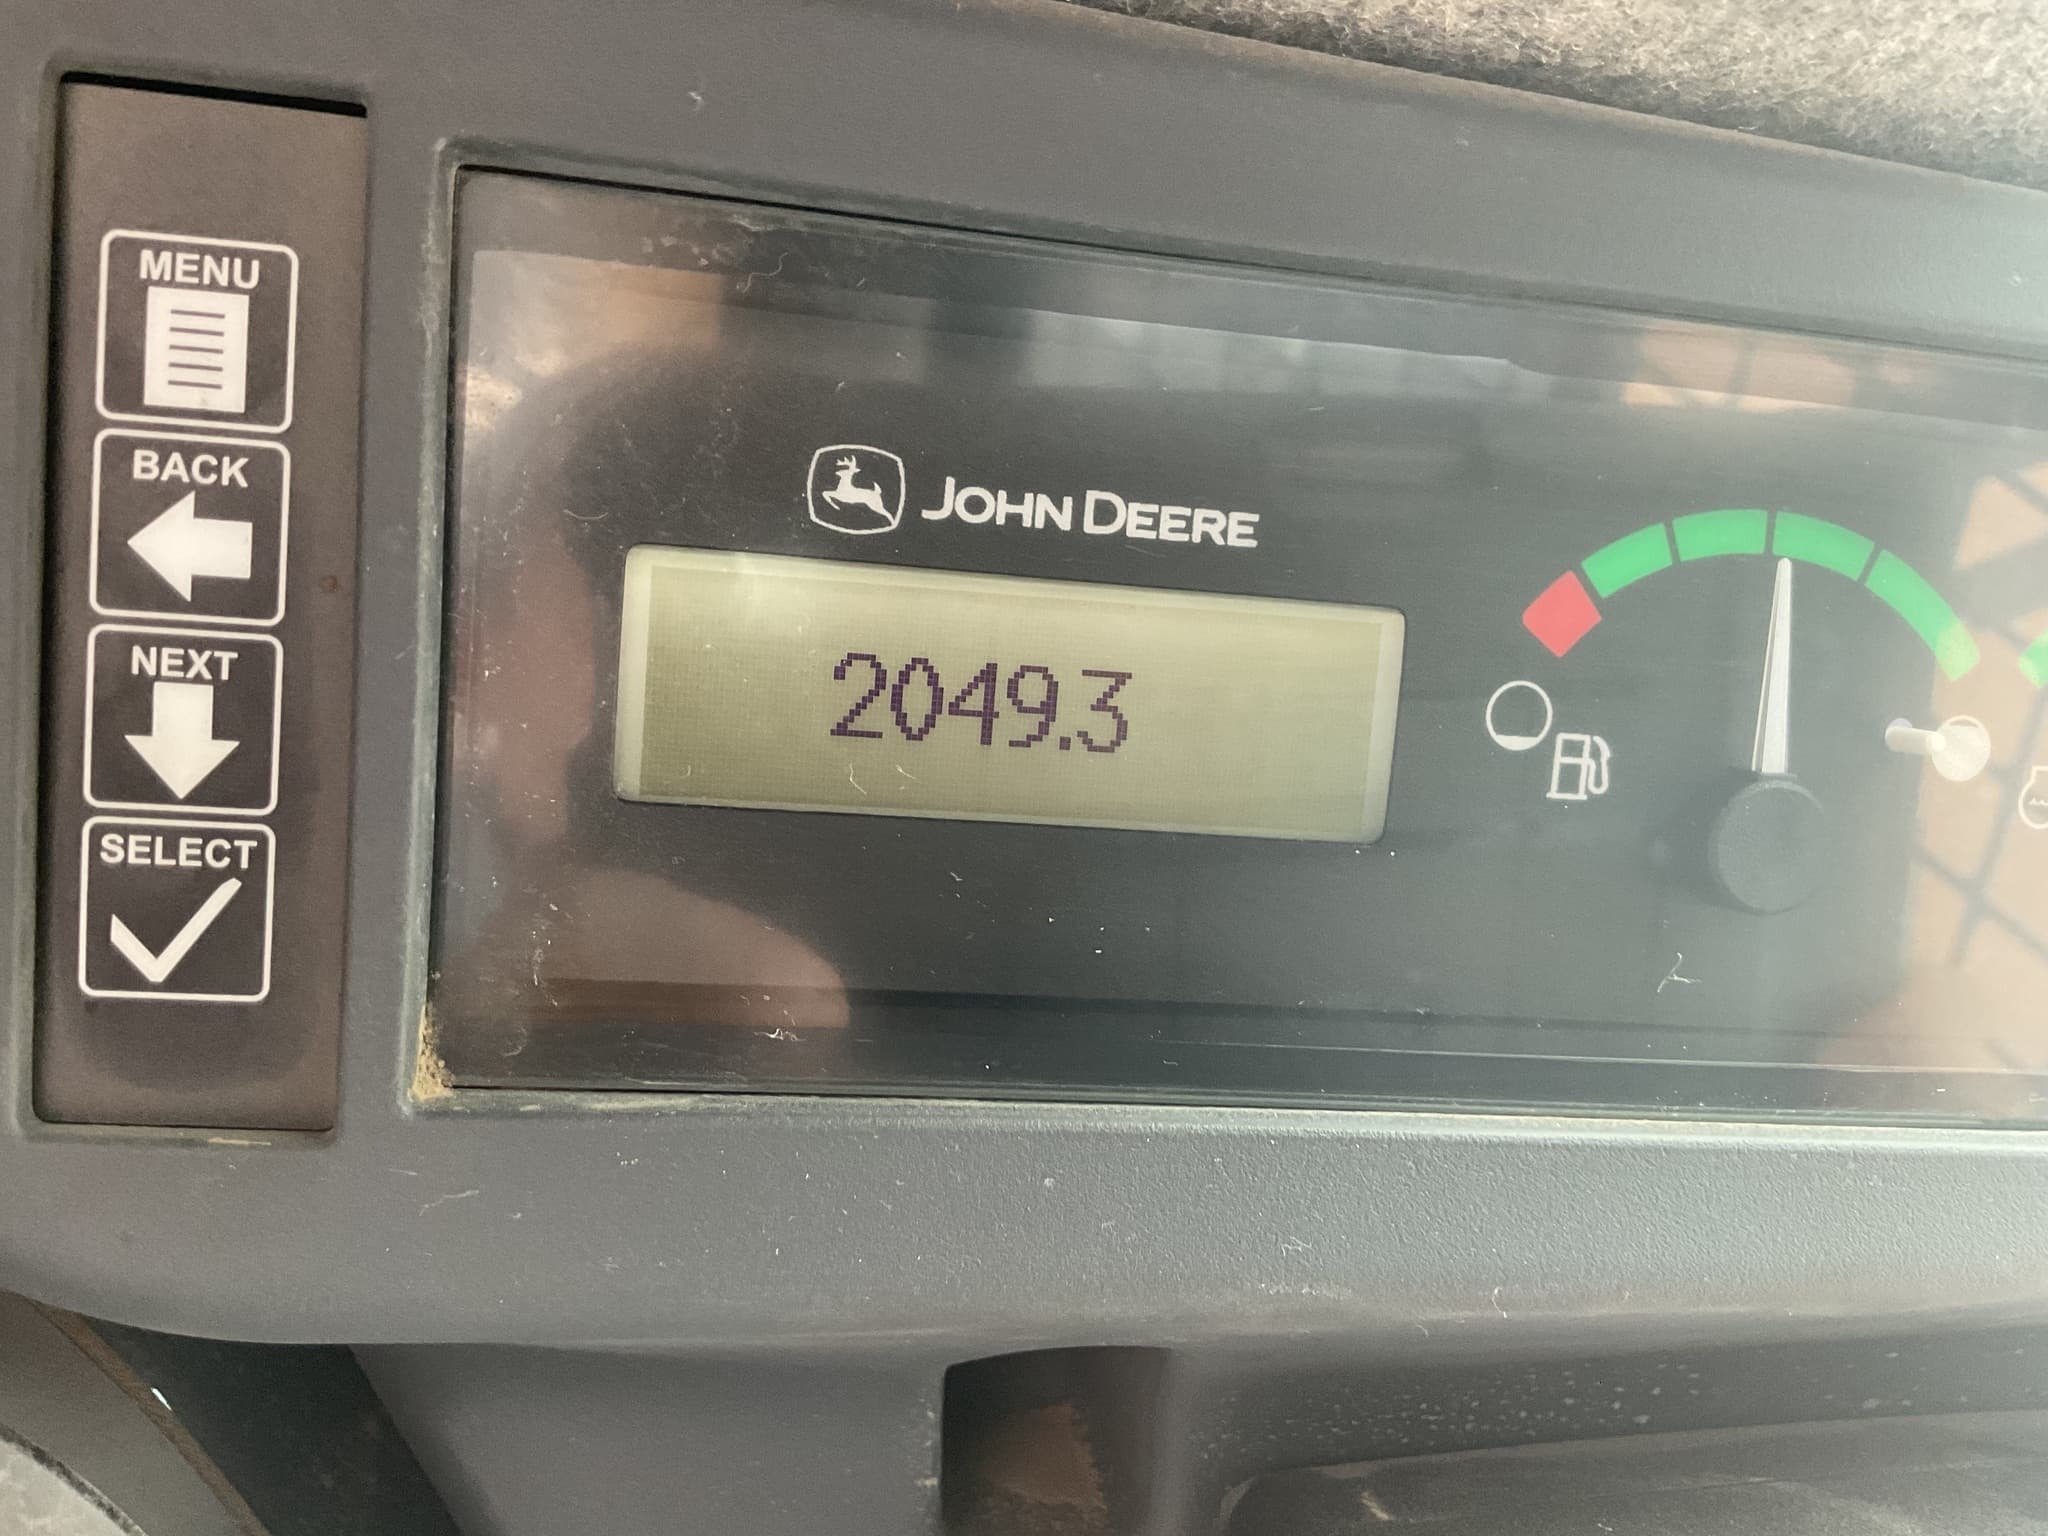 MENU
BACK
NEXT
SELECT
JOHN DEERE
2049.3